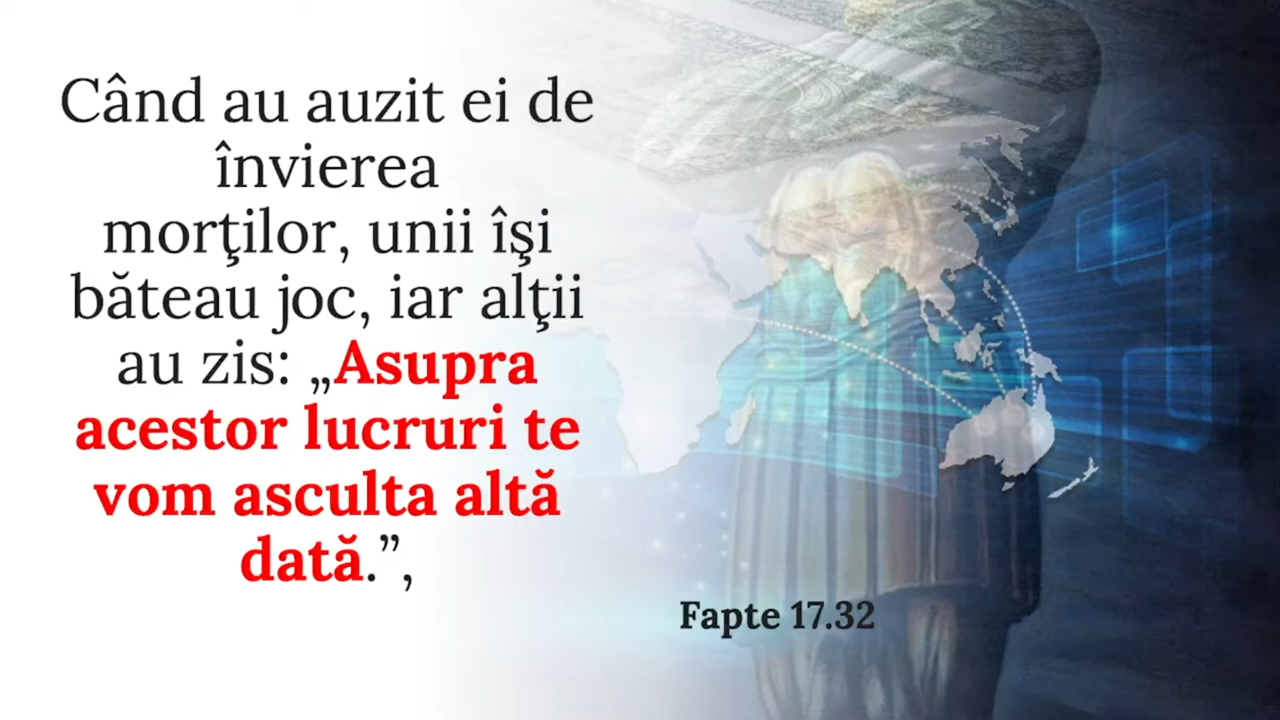 Când au auzit ei de
învierea
morţilor, unii îşi
băteau joc, iar alţii
au zis: „Asupra
acestor lucruri te
vom asculta altă
dată.”,
Fapte 17.32